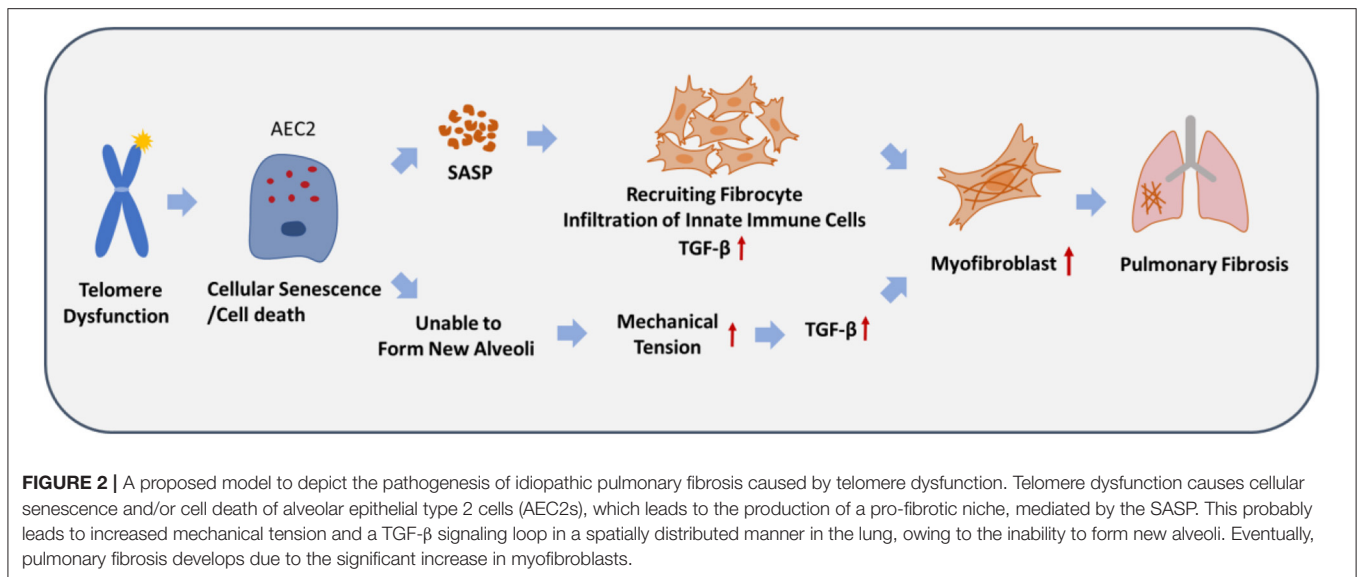 AEC2
SASP
Telomere
Dysfunction
Cellular Senescence
/Cell death
Recruiting Fibrocyte
Infiltration of Innate Immune Cells
TGF-β
Unable to
Form New Alveoli
Mechanical
Tension
TGF-β
Myofibroblast
Pulmonary Fibrosis
FIGURE 2 | A proposed model to depict the pathogenesis of idiopathic pulmonary fibrosis caused by telomere dysfunction. Telomere dysfunction causes cellular
senescence and/or cell death of alveolar epithelial type 2 cells (AEC2s), which leads to the production of a pro-fibrotic niche, mediated by the SASP. This probably
leads to increased mechanical tension and a TGF-β signaling loop in a spatially distributed manner in the lung, owing to the inability to form new alveoli. Eventually,
pulmonary fibrosis develops due to the significant increase in myofibroblasts.